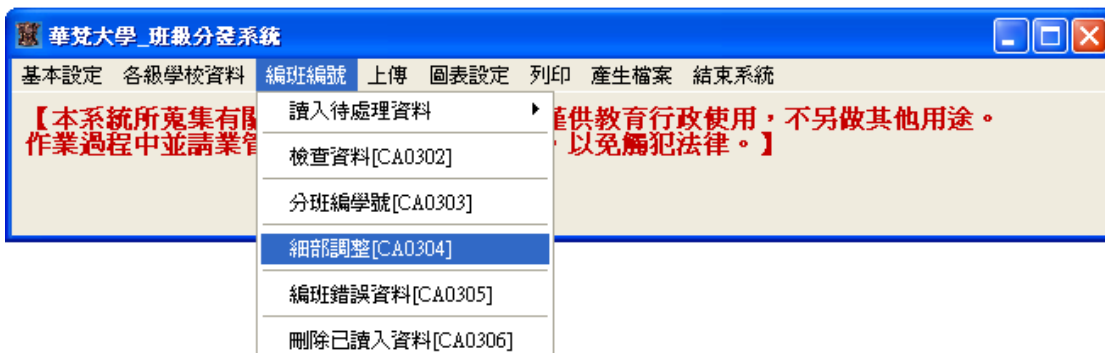 華梵大學_班級分發系統
基本設定 各級學校資料 編班編號 上傳 圖表設定 列印 產生檔案 結束系統
【本系統所蒐集有關 僅供教育行政使用，不另做其他用途。
作業過程中並請業管 ，以免觸犯法律。】
讀入待處理資料
檢查資料[CA0302]
分班編學號[CA0303]
細部調整[CA0304]
編班錯誤資料[CA0305]
刪除已讀入資料[CA0306]